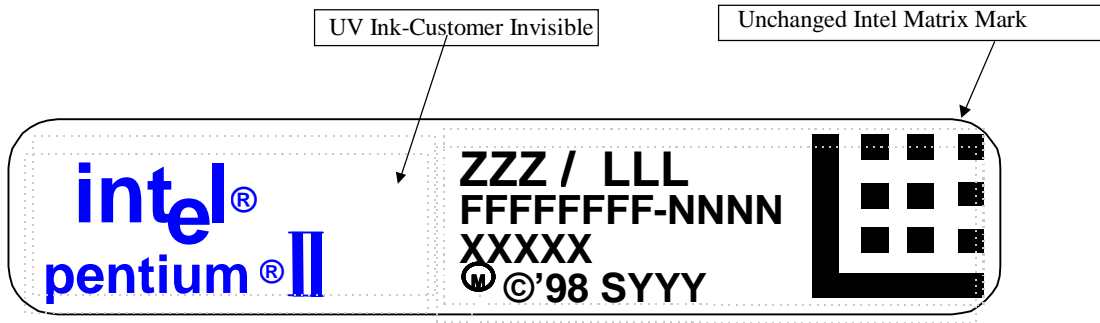 UV Ink-Customer Invisible
Unchanged Intel Matrix Mark
intel®
pentium ® II
ZZZ / LLL
FFFFFFFF-NNNN
XXXXX
Ⓜ ©'98 SYYY